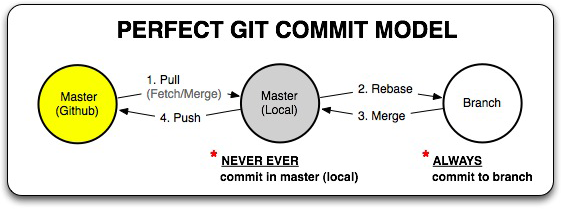 PERFECT GIT COMMIT MODEL
1. Pull
(Fetch/Merge)
4. Push
Master
(Github)
Master
(Local)
2. Rebase
3. Merge
Branch
* NEVER EVER
commit in master (local)
* ALWAYS
commit to branch